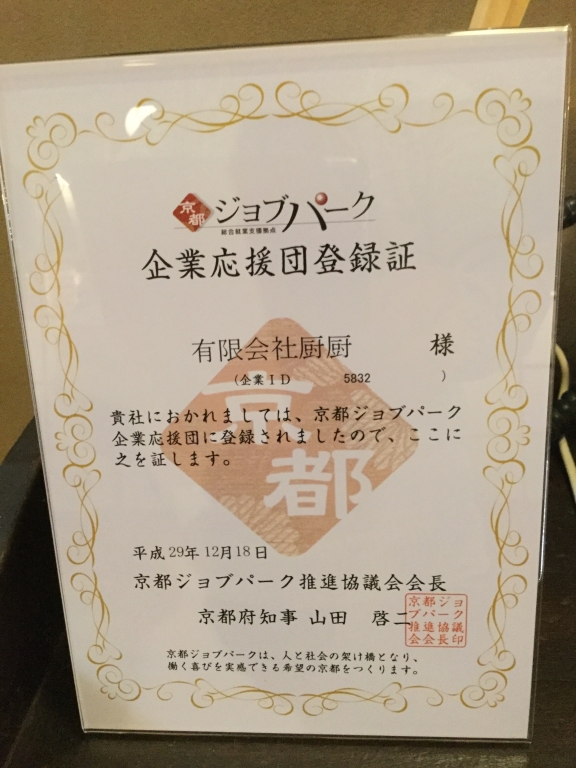 京都 ジョブパーク
総合就業支援拠点
企業応援団登録証
有限会社厨厨 様
(企業ID 5832 )
京都
貴社におかれましては、京都ジョブパーク
企業応援団に登録されましたので、ここに
之を証します。
平成29年12月18日
京都ジョブパーク推進協議会会長
京都府知事 山田 啓二
京都ジョ
ブパーク
推進協議
会会長印
京都ジョブパークは、人と社会の架け橋となり、
働く喜びを実感できる希望の京都をつくります。